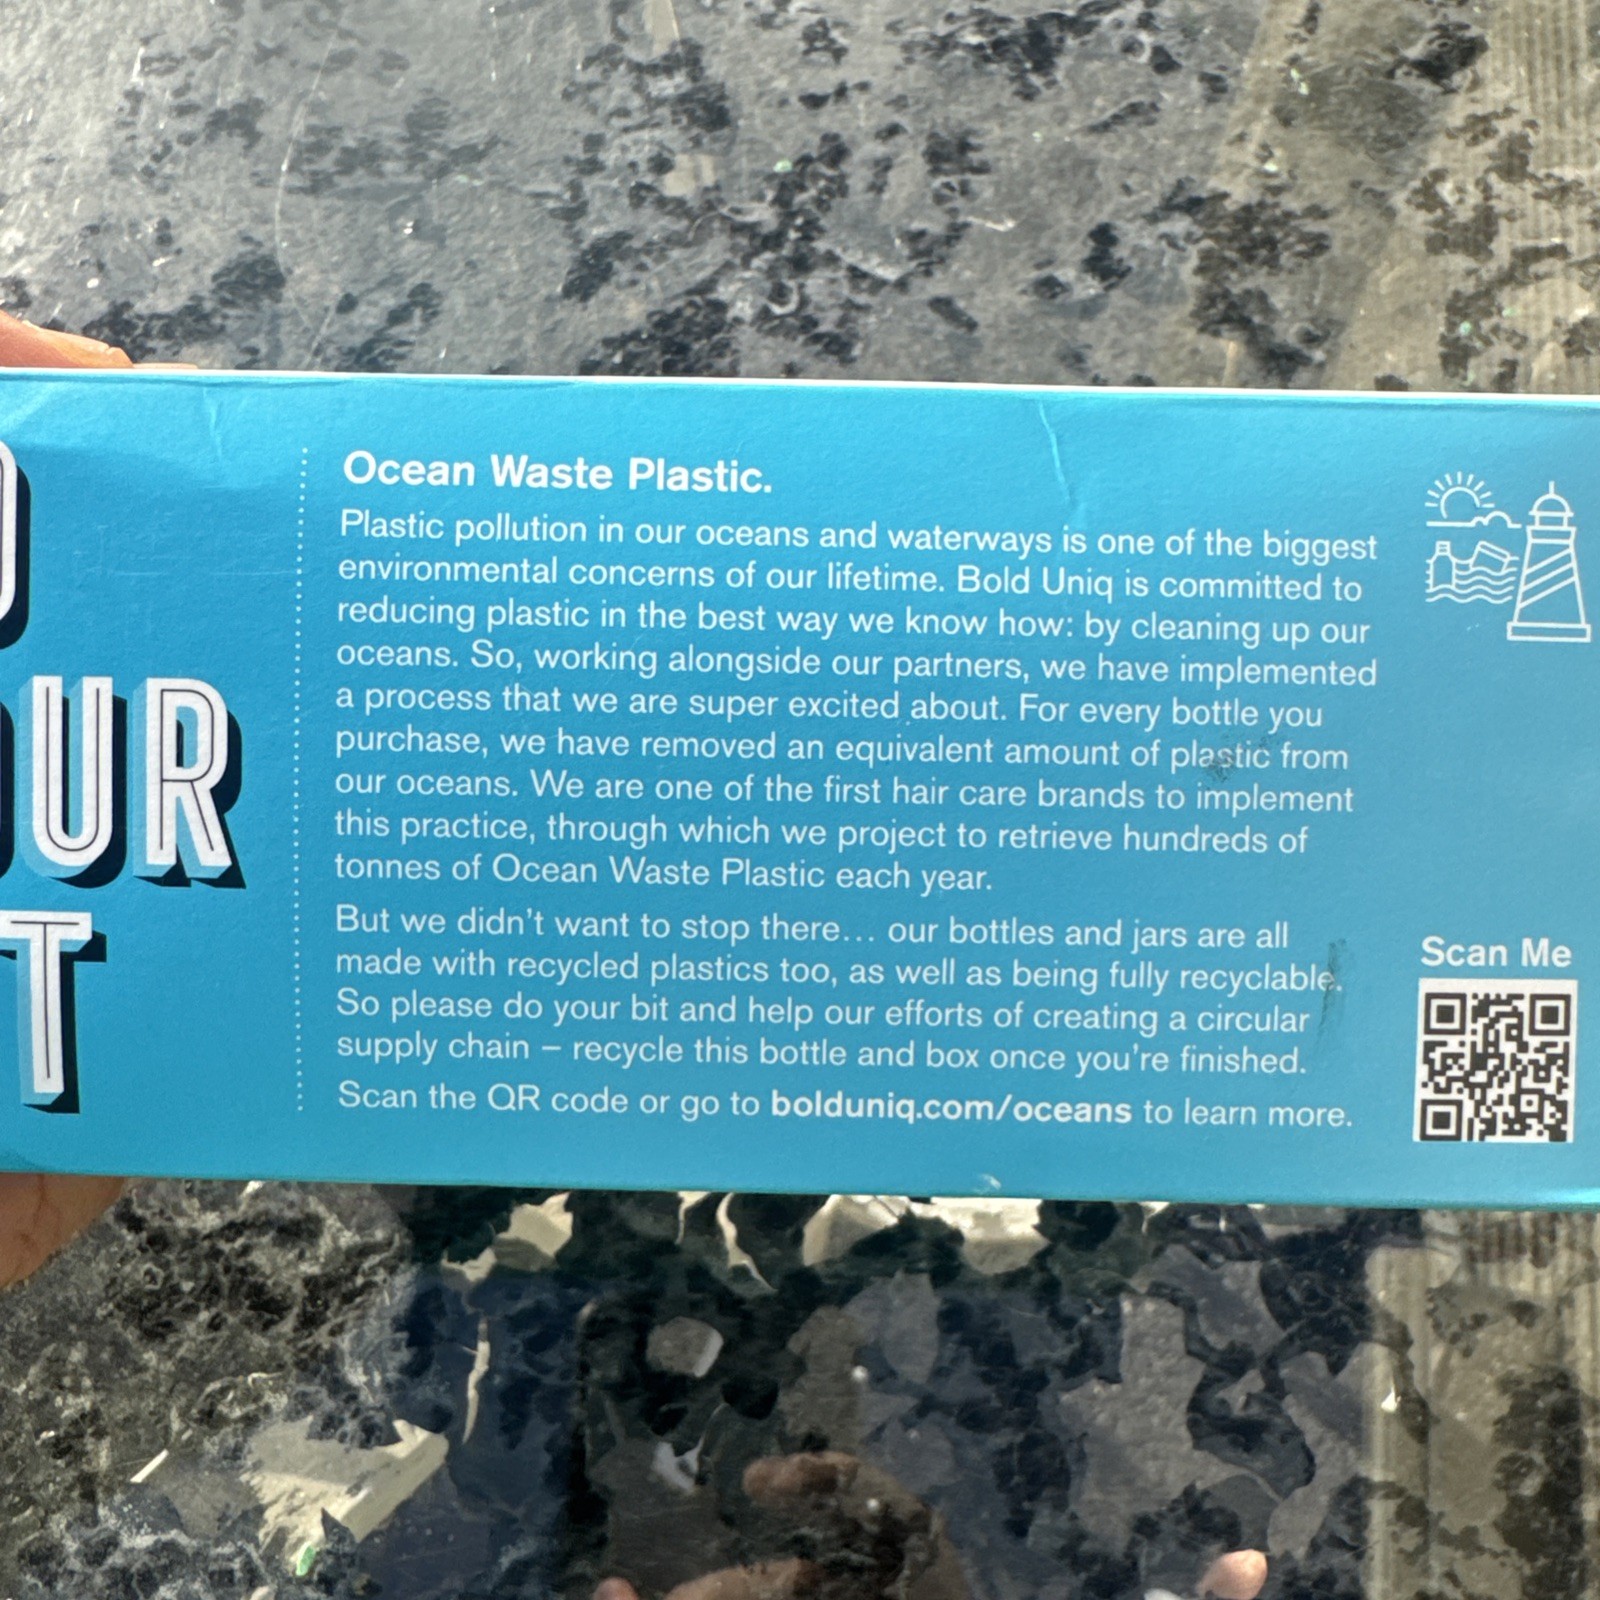 OUR
Ocean Waste Plastic.
Plastic pollution in our oceans and waterways is one of the biggest
environmental concerns of our lifetime. Bold Uniq is committed to
reducing plastic in the best way we know how: by cleaning up our
oceans. So, working alongside our partners, we have implemented
a process that we are super excited about. For every bottle you
purchase, we have removed an equivalent amount of plastic from
our oceans. We are one of the first hair care brands to implement
this practice, through which we project to retrieve hundreds of
tonnes of Ocean Waste Plastic each year.
But we didn't want to stop there... our bottles and jars are all
made with recycled plastics too, as well as being fully recyclable.
So please do your bit and help our efforts of creating a circular
supply chain – recycle this bottle and box once you're finished.
Scan the QR code or go to bolduniq.com/oceans to learn more.
Scan Me